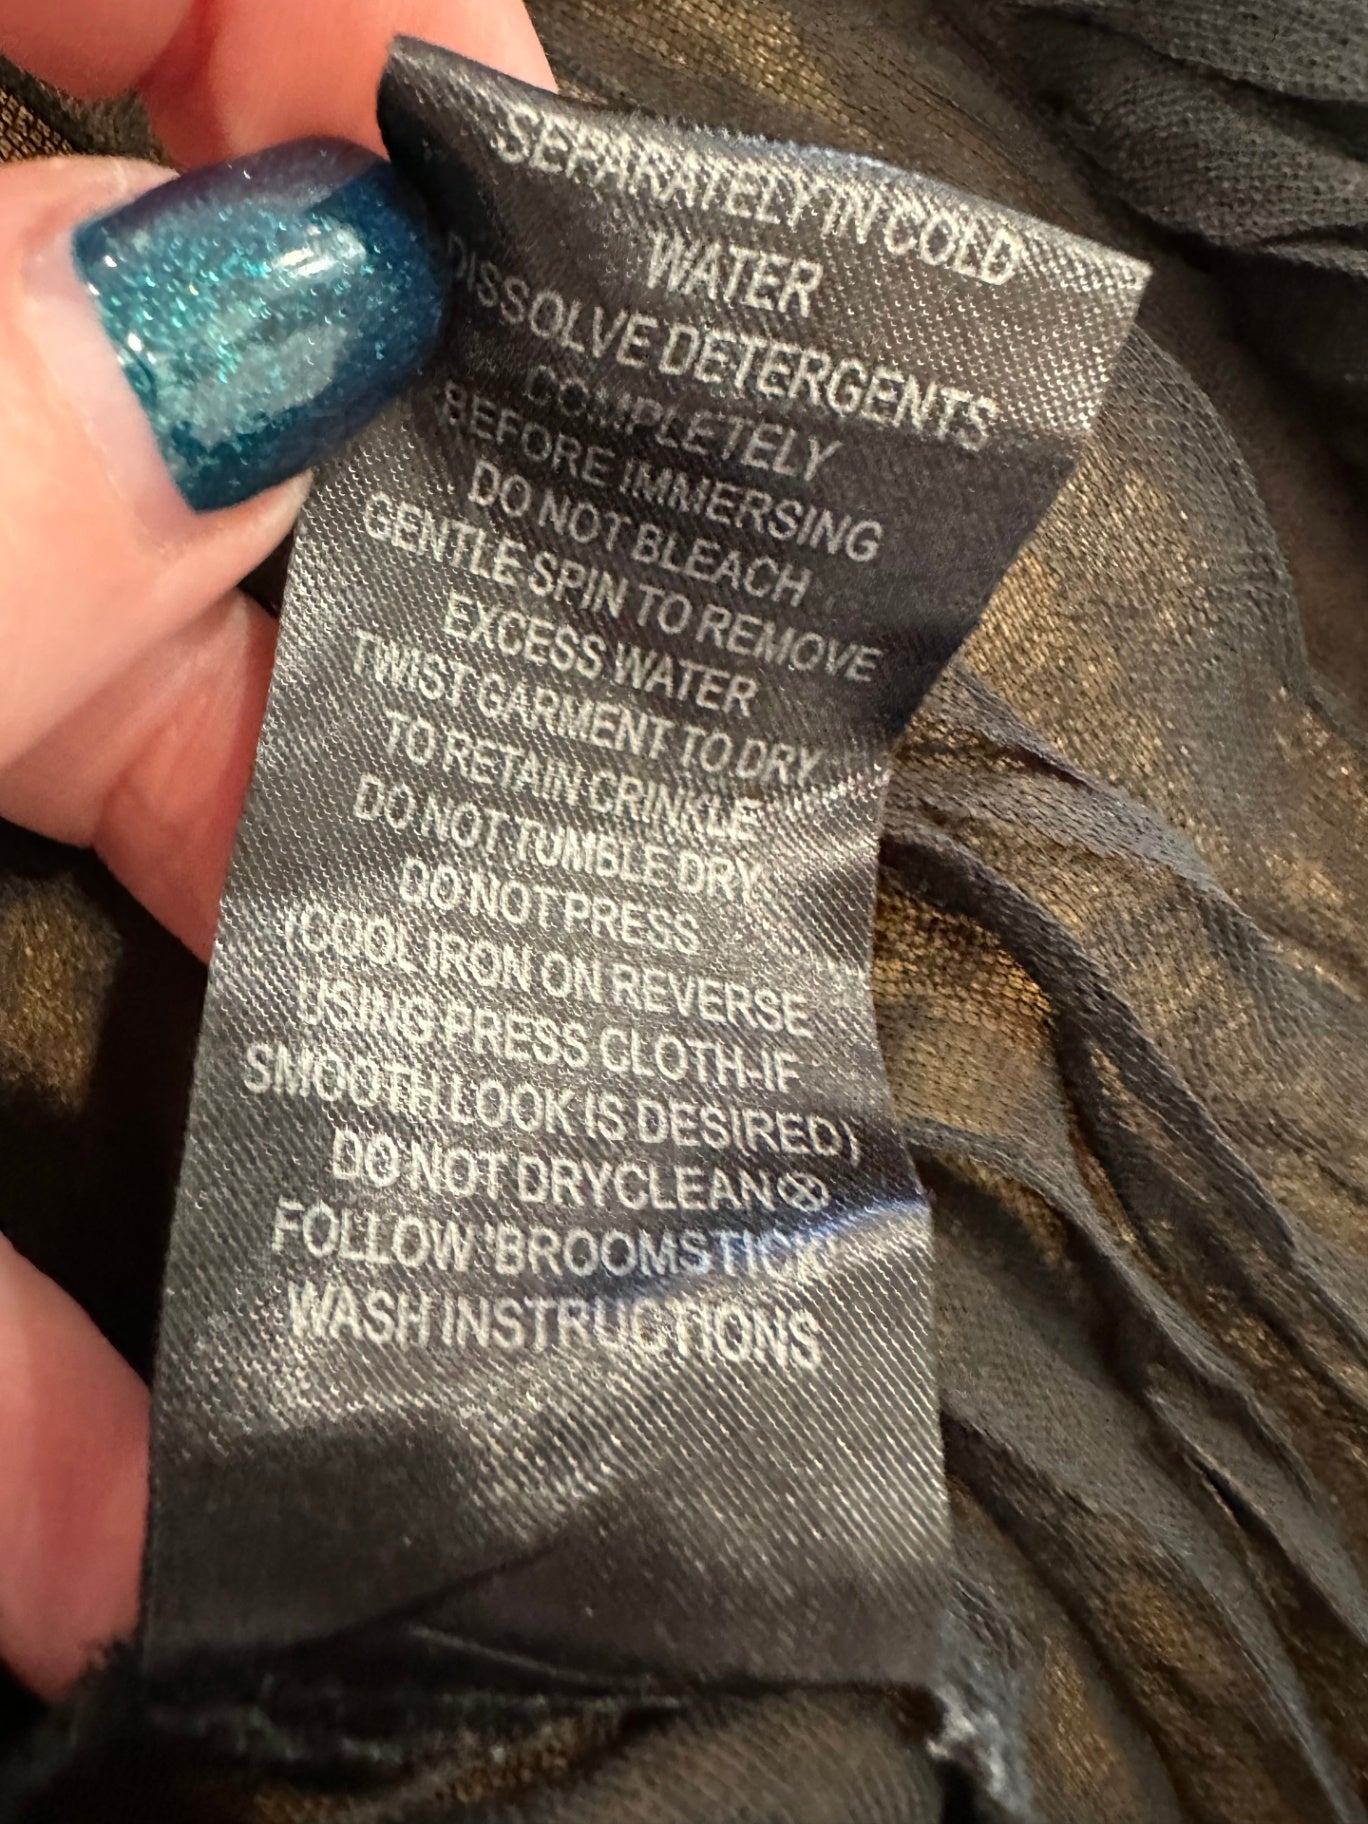 SEPARATELY IN COLD
WATER
DISSOLVE DETERGENTS
COMPLETELY
BEFORE IMMERSING
DO NOT BLEACH
GENTLE SPIN TO REMOVE
EXCESS WATER
TWIST GARMENT TO DRY
TO RETAIN CRINKLE
DO NOT TUMBLE DRY
DO NOT PRESS
(COOL IRON ON REVERSE
USING PRESS CLOTH-IF
SMOOTH LOOK IS DES(RED)
DO NOT DRYCLEAN
FOLLOW 'BROOMSTICK'
WASH INSTRUCTIONS